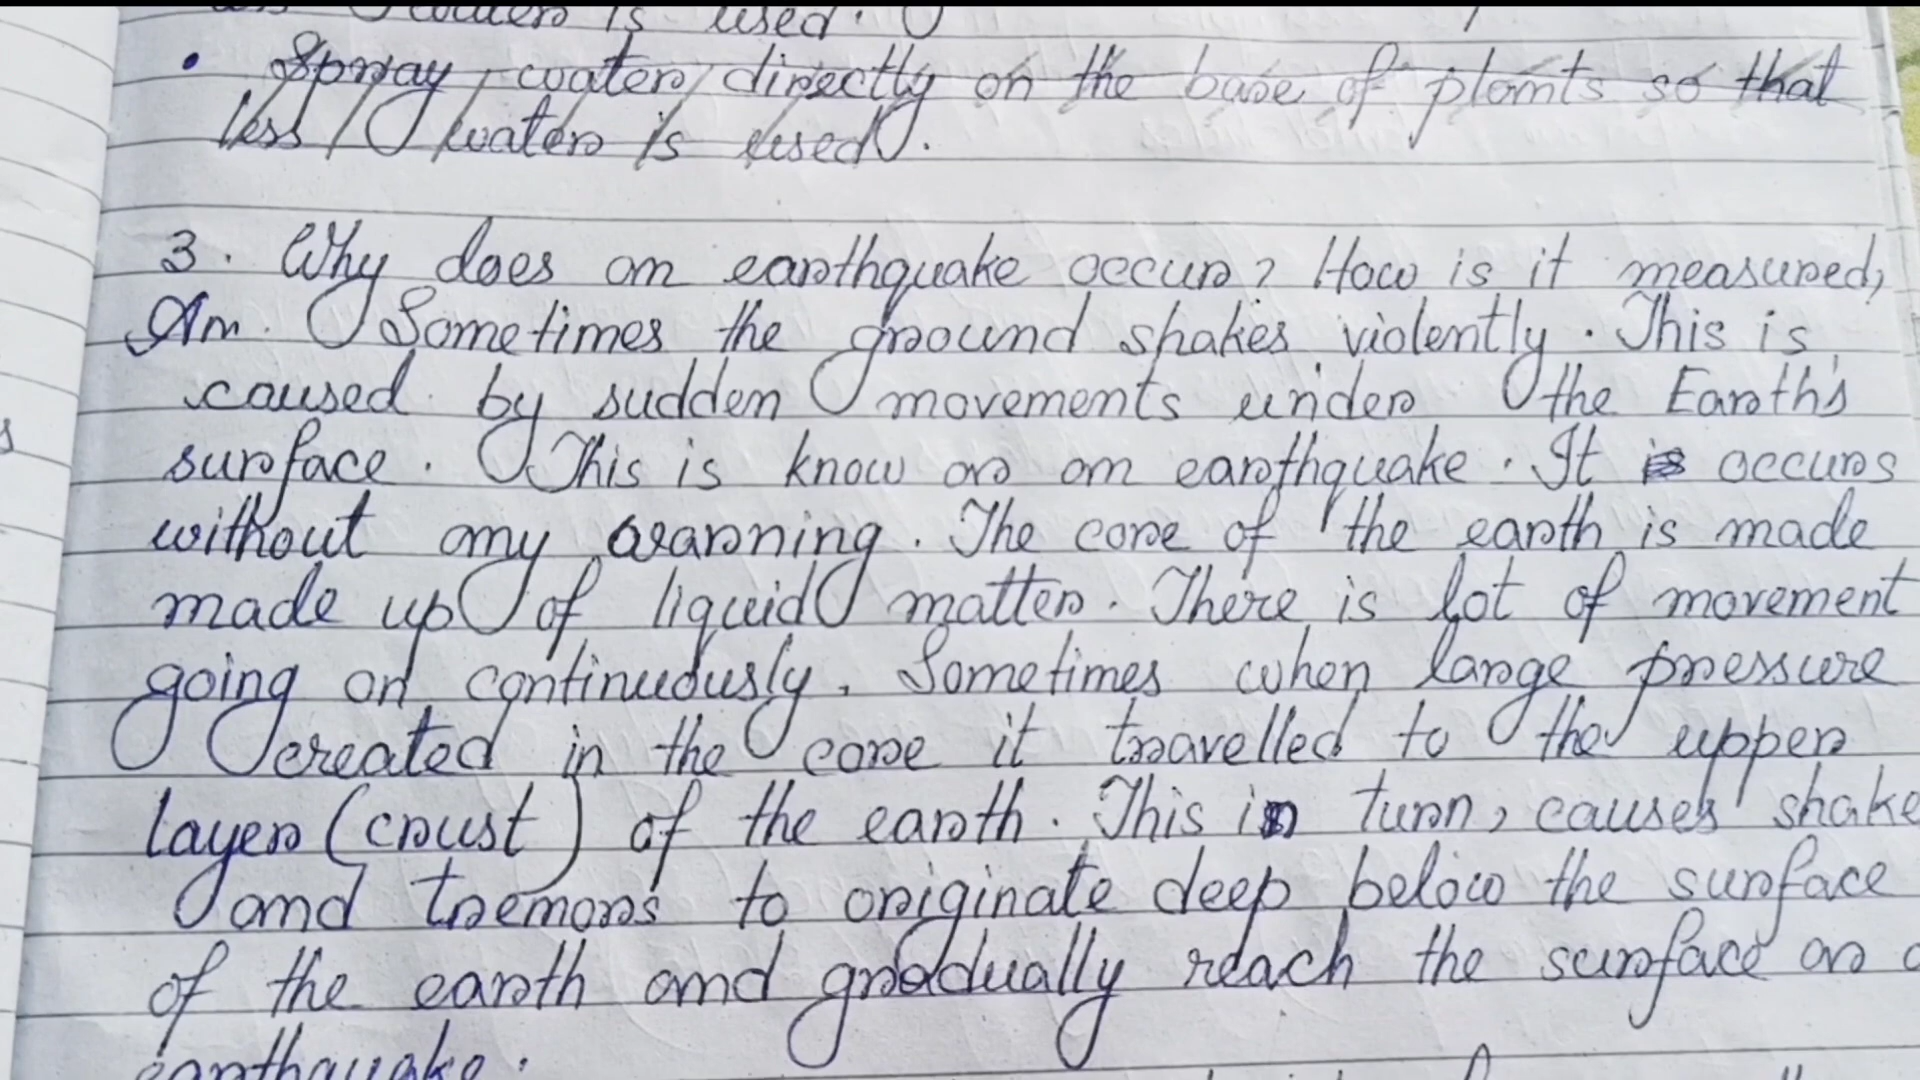 water is used.
• Spray water directly on the base of plants so that
less water is used.
3. Why does an earthquake occur? How is it measured,
Ans. Sometimes the ground shakes violently. This is
caused by sudden movements under the Earth's
surface. This is know as an earthquake. It is occurs
without any warning. The core of the earth is made
made up of liquid matter. There is lot of movement
going on continuously. Sometimes when large pressure
created in the core it travelled to the upper
layer (crust) of the earth. This in turn, causes shake
and tremors to originate deep below the surface
of the earth and gradually reach the surface as a
earthquake.